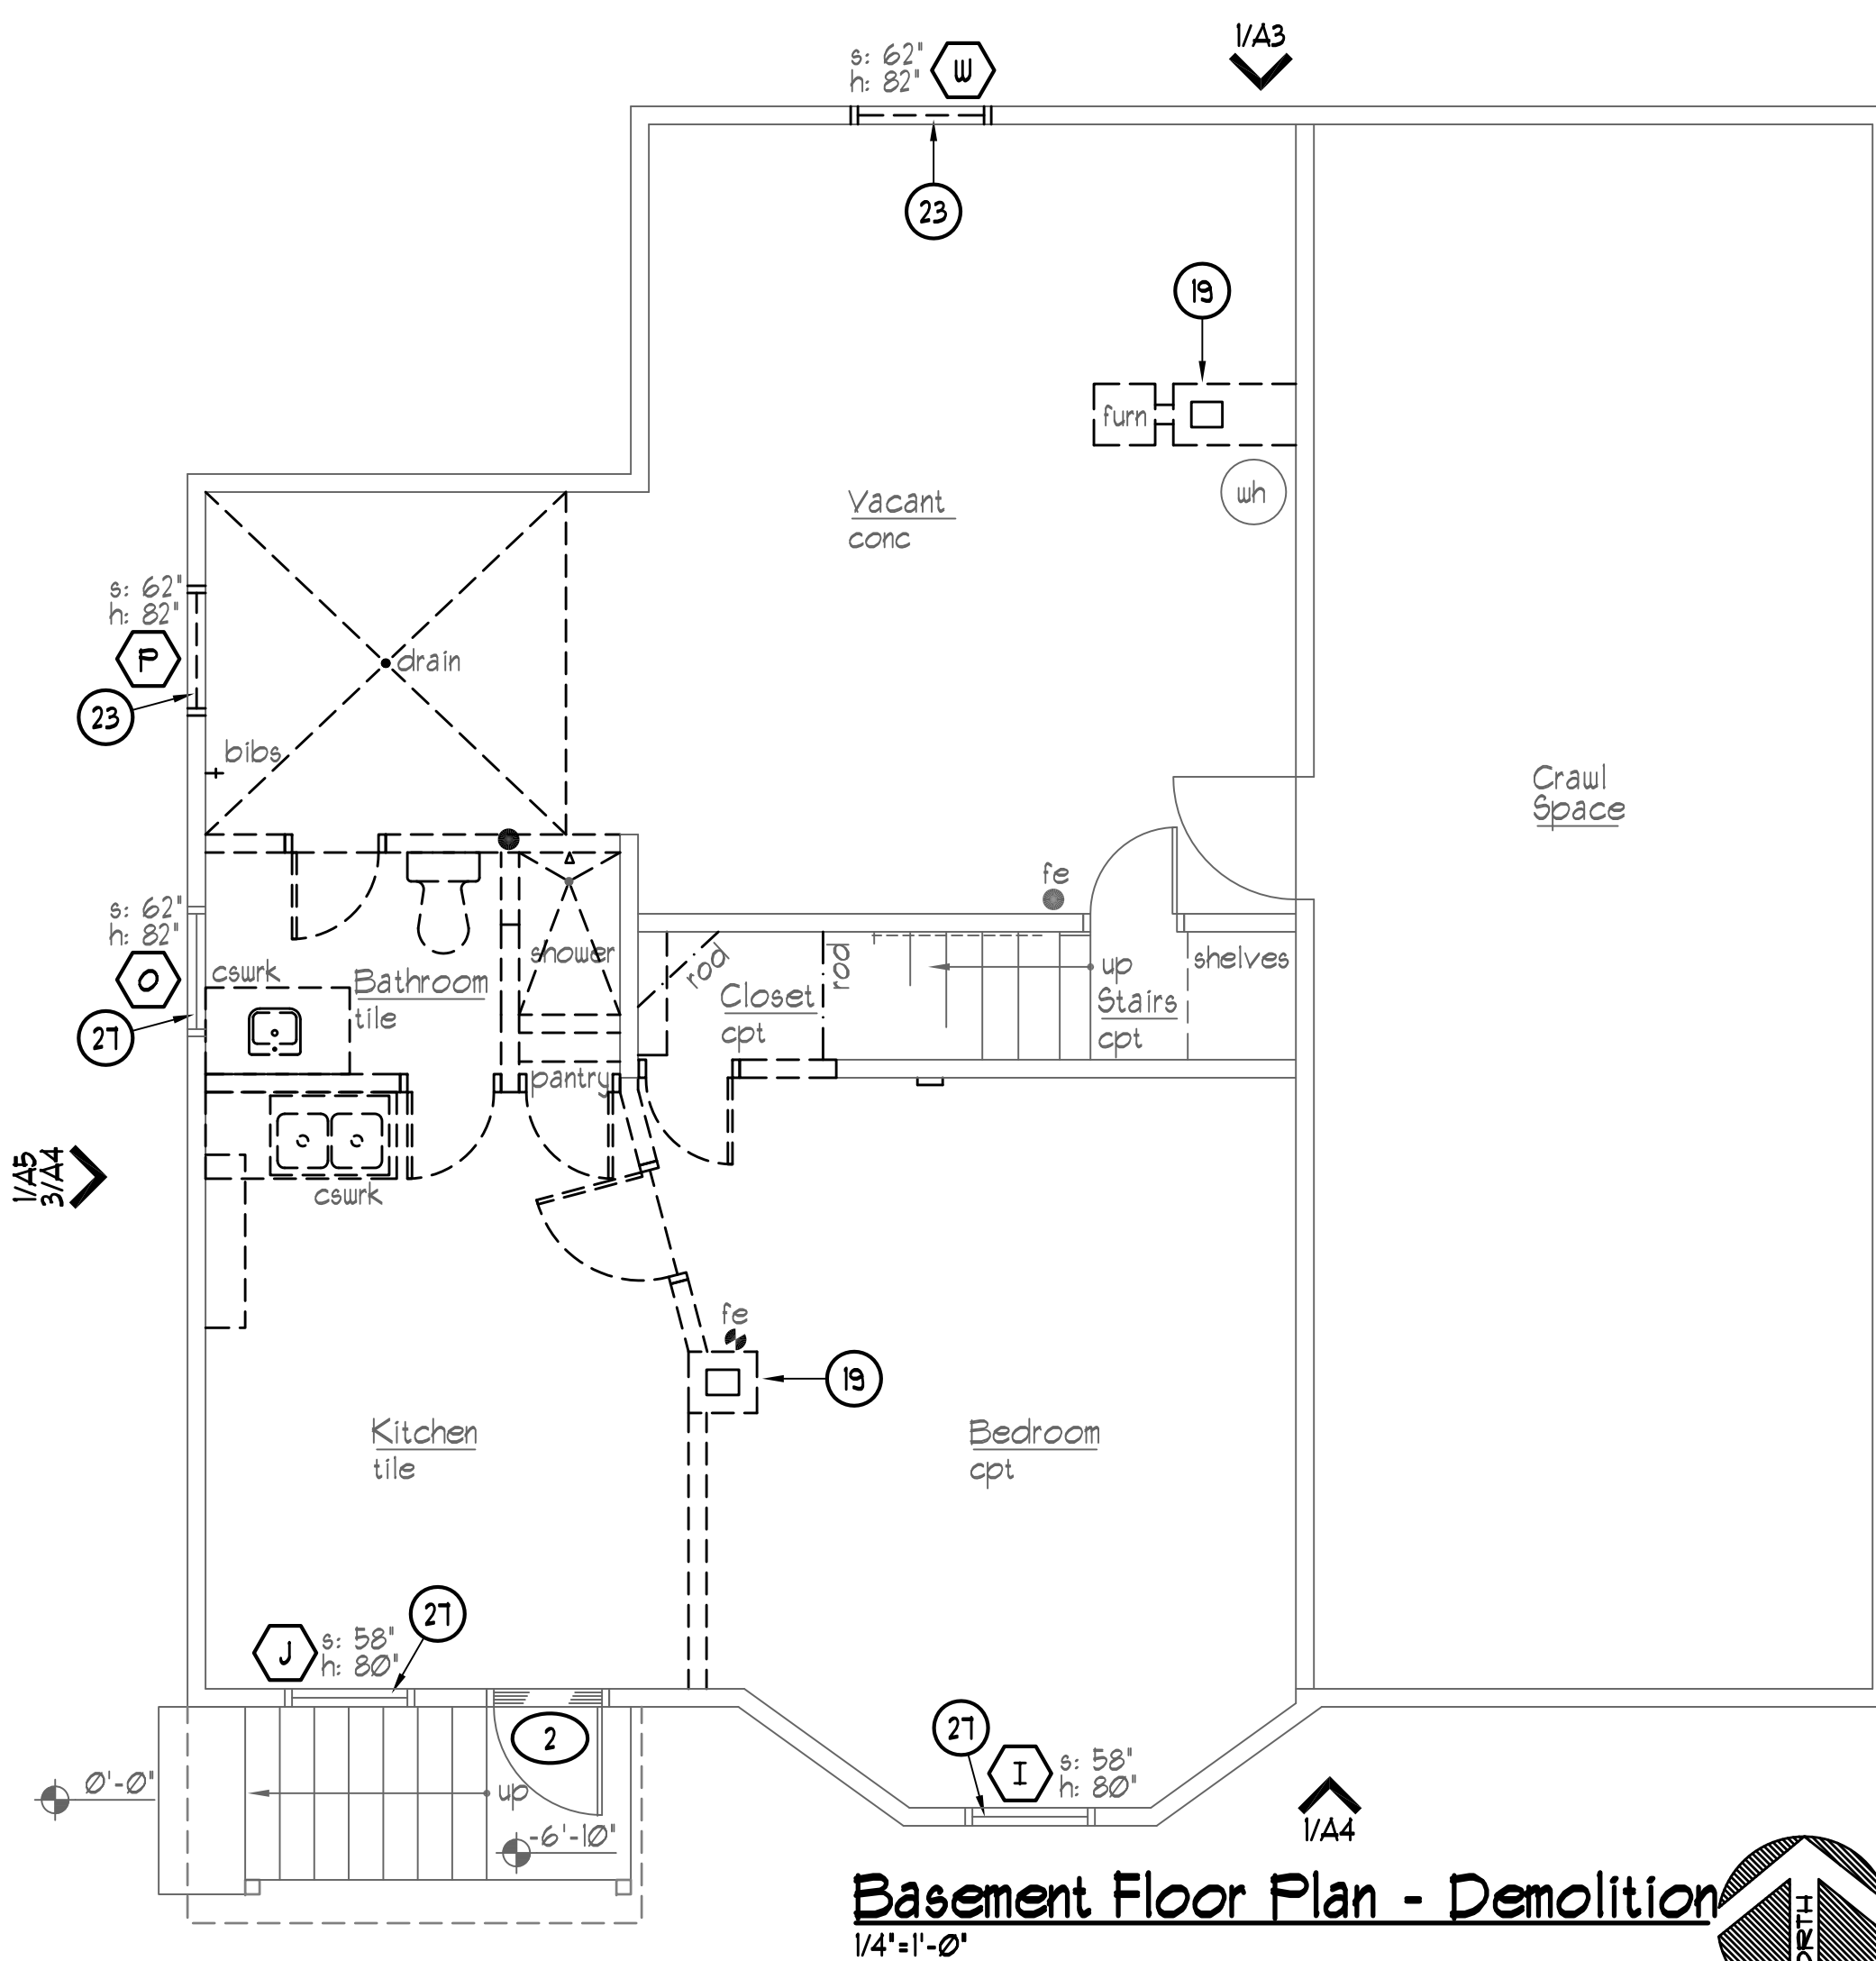 1/A3
s: 62"
h: 82"
W
23
19
furn
wh
Vacant
conc
s: 62"
h: 82"
P
23
drain
bibs
Crawl
Space
fe
s: 62"
h: 82"
O
27
cswrk
Bathroom
tile
shower
rod
rod
Closet
cpt
up
Stairs
cpt
shelves
pantry
1/A5
3/A4
cswrk
fe
19
Kitchen
tile
Bedroom
cpt
27
J
s: 58"
h: 80"
2
27
I
s: 58"
h: 80"
0'-0"
up
-6'-10"
1/A4
Basement Floor Plan - Demolition
1/4"=1'-0"